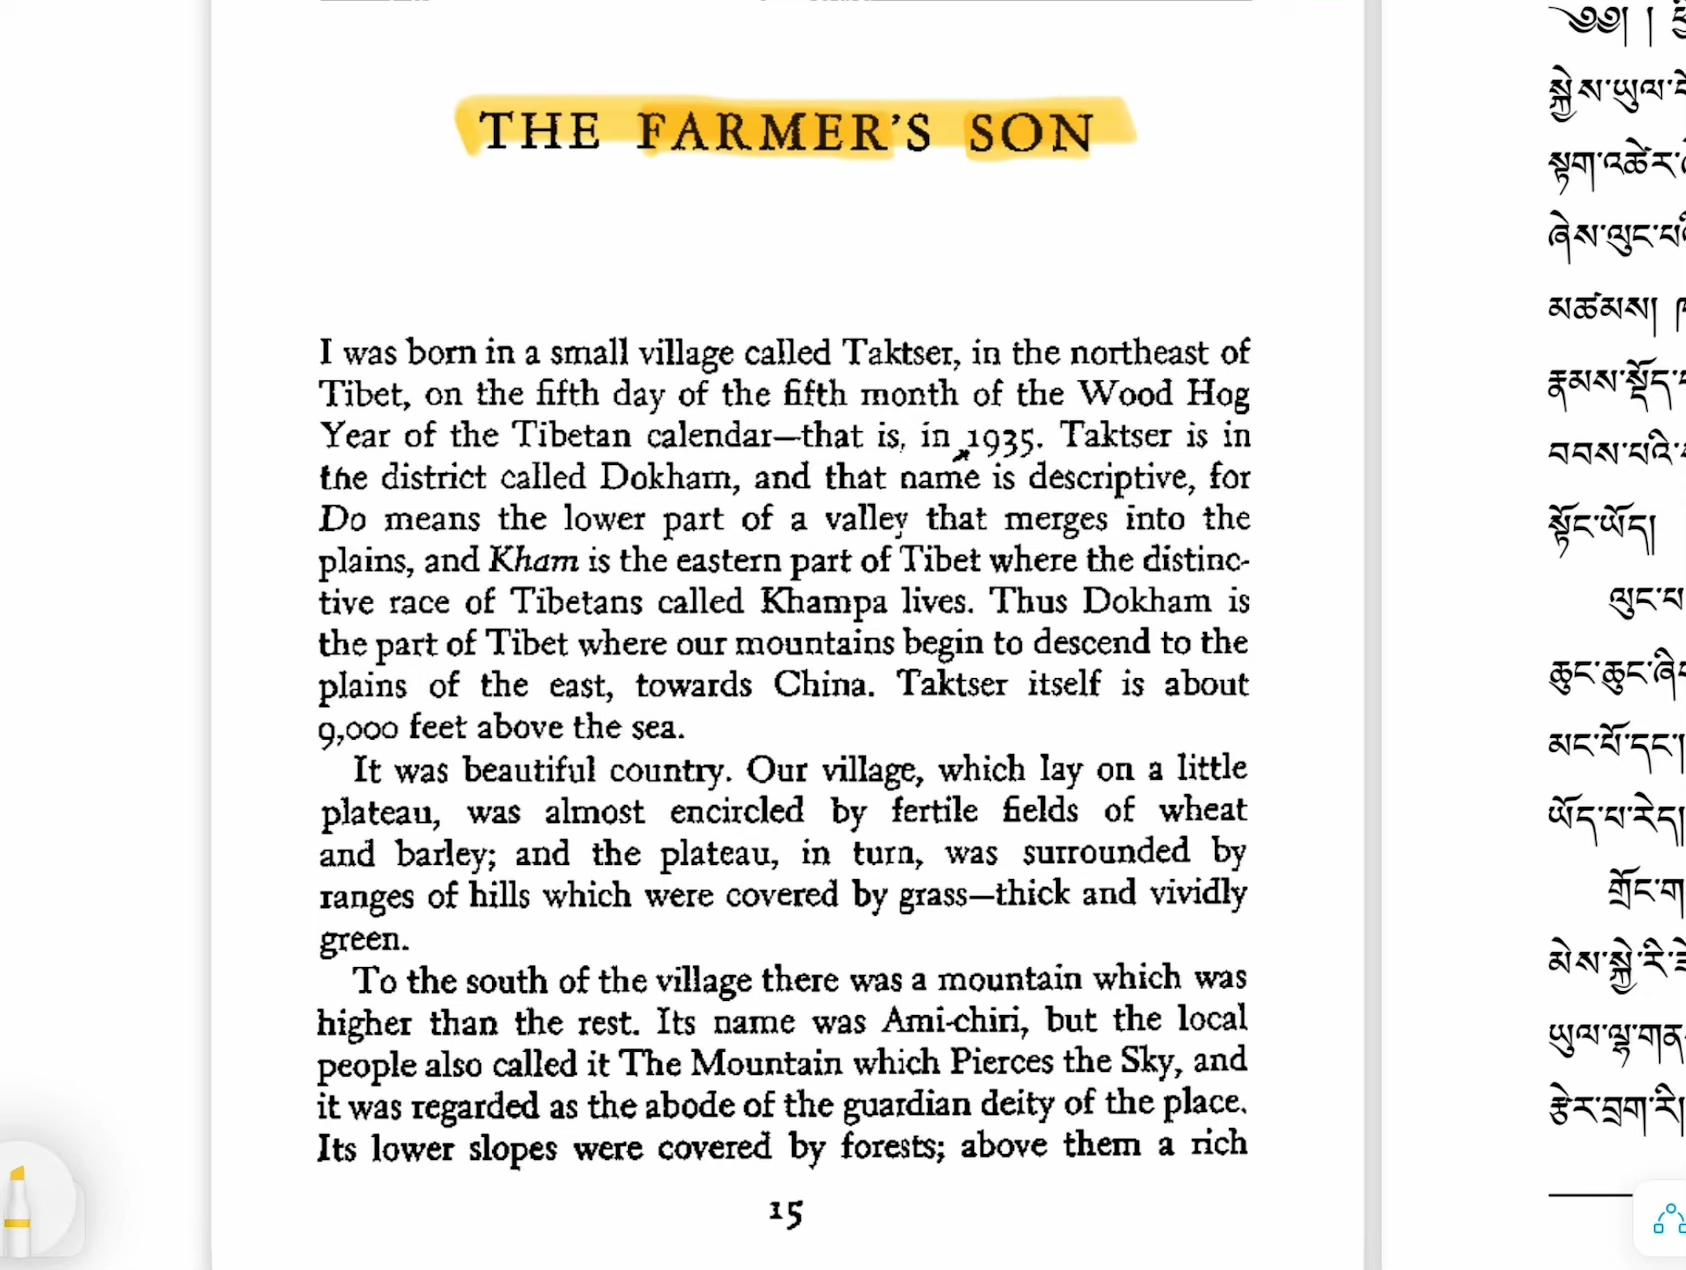 THE FARMER'S SON
I was born in a small village called Taktser, in the northeast of
Tibet, on the fifth day of the fifth month of the Wood Hog
Year of the Tibetan calendar—that is, in 1935. Taktser is in
the district called Dokham, and that name is descriptive, for
Do means the lower part of a valley that merges into the
plains, and Kham is the eastern part of Tibet where the distinc-
tive race of Tibetans called Khampa lives. Thus Dokham is
the part of Tibet where our mountains begin to descend to the
plains of the east, towards China. Taktser itself is about
9,000 feet above the sea.
It was beautiful country. Our village, which lay on a little
plateau, was almost encircled by fertile fields of wheat
and barley; and the plateau, in turn, was surrounded by
ranges of hills which were covered by grass—thick and vividly
green.
To the south of the village there was a mountain which was
higher than the rest. Its name was Ami-chiri, but the local
people also called it The Mountain which Pierces the Sky, and
it was regarded as the abode of the guardian deity of the place.
Its lower slopes were covered by forests; above them a rich
15
༄༅། །
སྐྱེས་ཡུལ་
སྟག་འཚེར་
ཞེས་ལུང་
མཚམས།
རྣམས་སྡོད་
བབས་པའི་
སྟོང་ཡོད།
ལུང་པ
ཆུང་ཆུང་
མང་པོ་དང་།
ཡོད་པ་རེད།
གྲོང་ག
མེས་སྐྱེ་རི་
ཡུལ་ལྷ་གན
རྩེར་བྲག་རི།